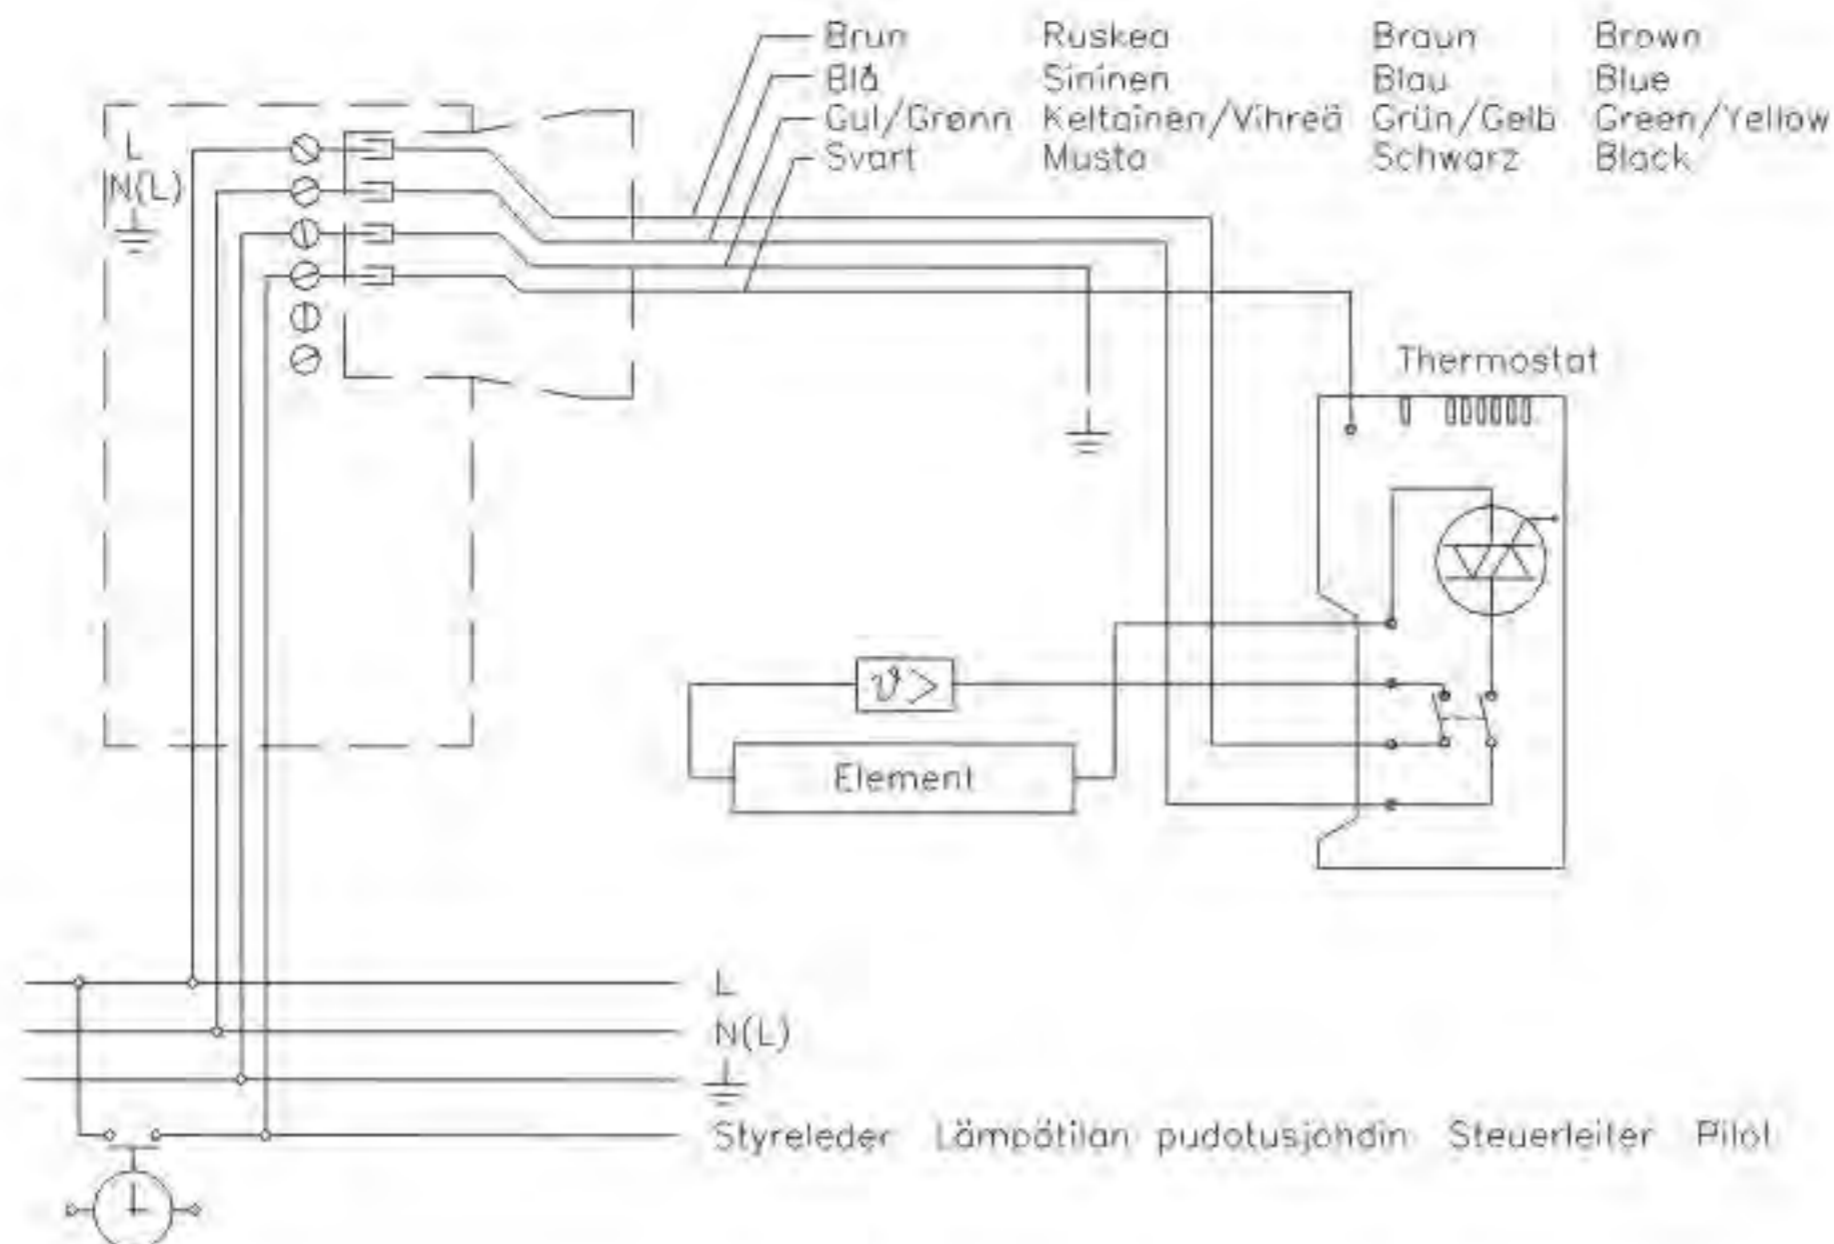 Brun Ruskea Braun Brown
Blå Sininen Blau Blue
Gul/Grønn Keltainen/Vihreä Grün/Gelb Green/Yellow
Svart Musta Schwarz Black
L
N(L)
Thermostat
ϑ>
Element
L
N(L)
Styreleder Lämpötilan pudotusjohdin Steuerleiter Pilot